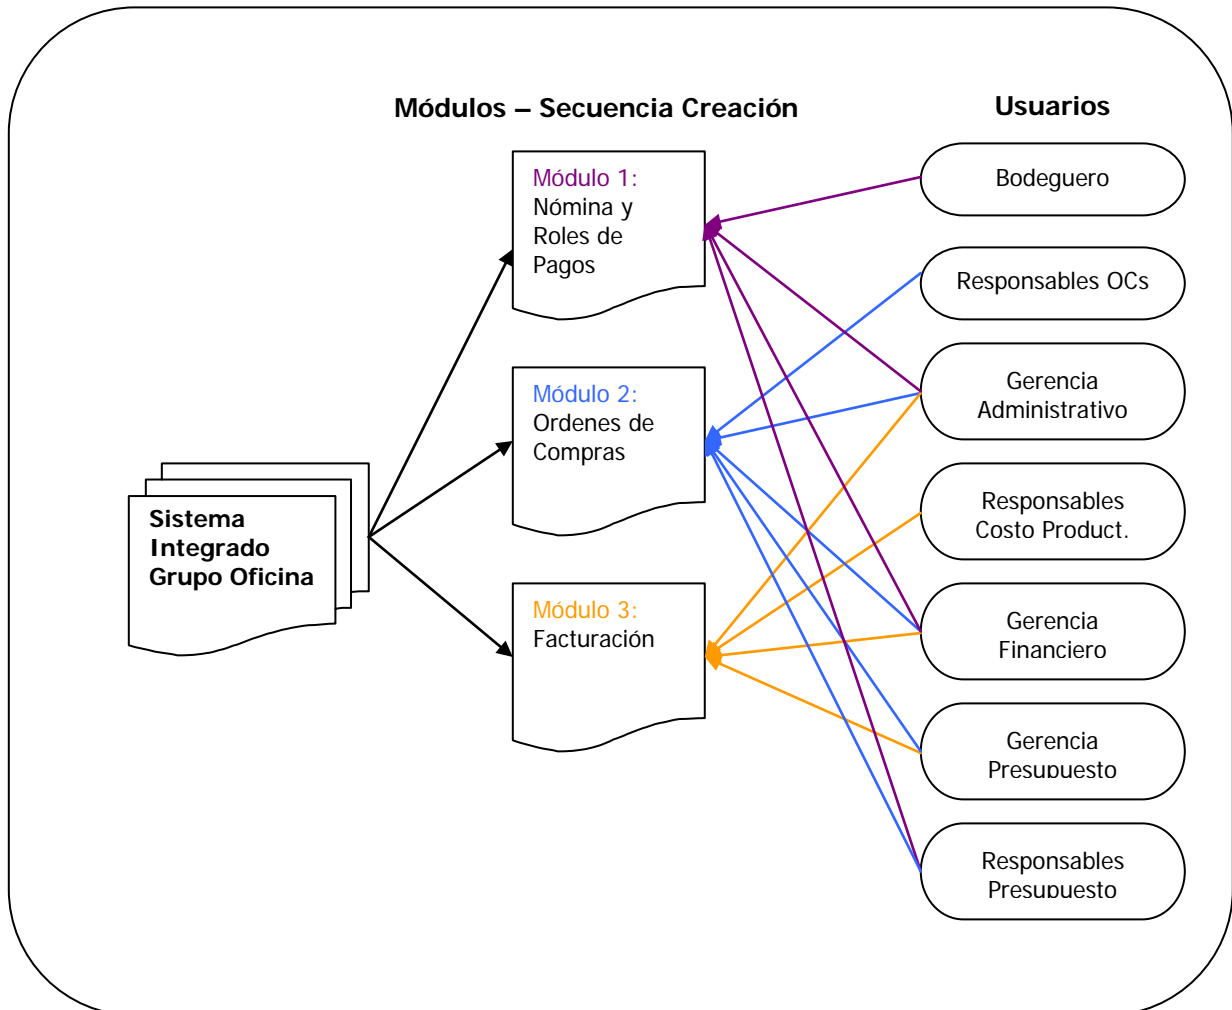 Módulos – Secuencia Creación
Usuarios
Módulo 1:
Nómina y
Roles de
Pagos
Módulo 2:
Ordenes de
Compras
Módulo 3:
Facturación
Sistema
Integrado
Grupo Oficina
Bodeguero
Responsables OCs
Gerencia
Administrativo
Responsables
Costo Product.
Gerencia
Financiero
Gerencia
Presupuesto
Responsables
Presupuesto